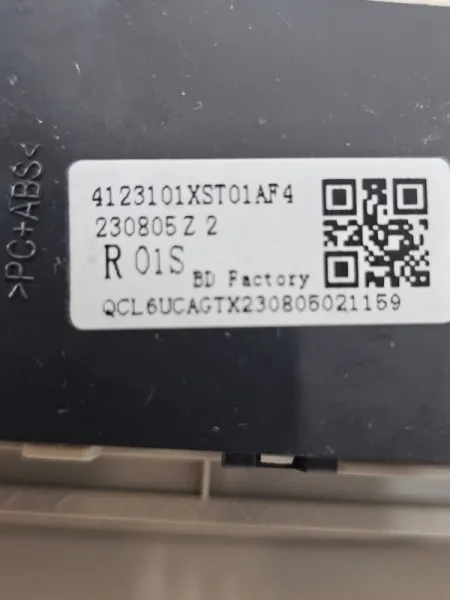 >PC+ABS<
4123101XST01AF4
230805 Z 2
R 01S BD Factory
QCL6UCAGTX230805021159